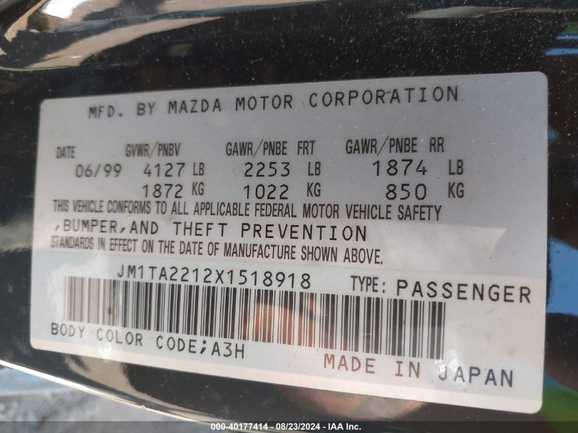 MFD. BY MAZDA MOTOR CORPORATION
DATE GVWR/PNBV GAWR/PNBE FRT GAWR/PNBE RR
06/99 4127 LB 2253 LB 1874 LB
1872 KG 1022 KG 850 KG
THIS VEHICLE CONFORMS TO ALL APPLICABLE FEDERAL MOTOR VEHICLE SAFETY
,BUMPER,AND THEFT PREVENTION
STANDARDS IN EFFECT ON THE DATE OF MANUFACTURE SHOWN ABOVE.
JM1TA2212X1518918 TYPE: PASSENGER
BODY COLOR CODE;A3H
MADE IN JAPAN
000-40177414 - 08/23/2024 - IAA Inc.